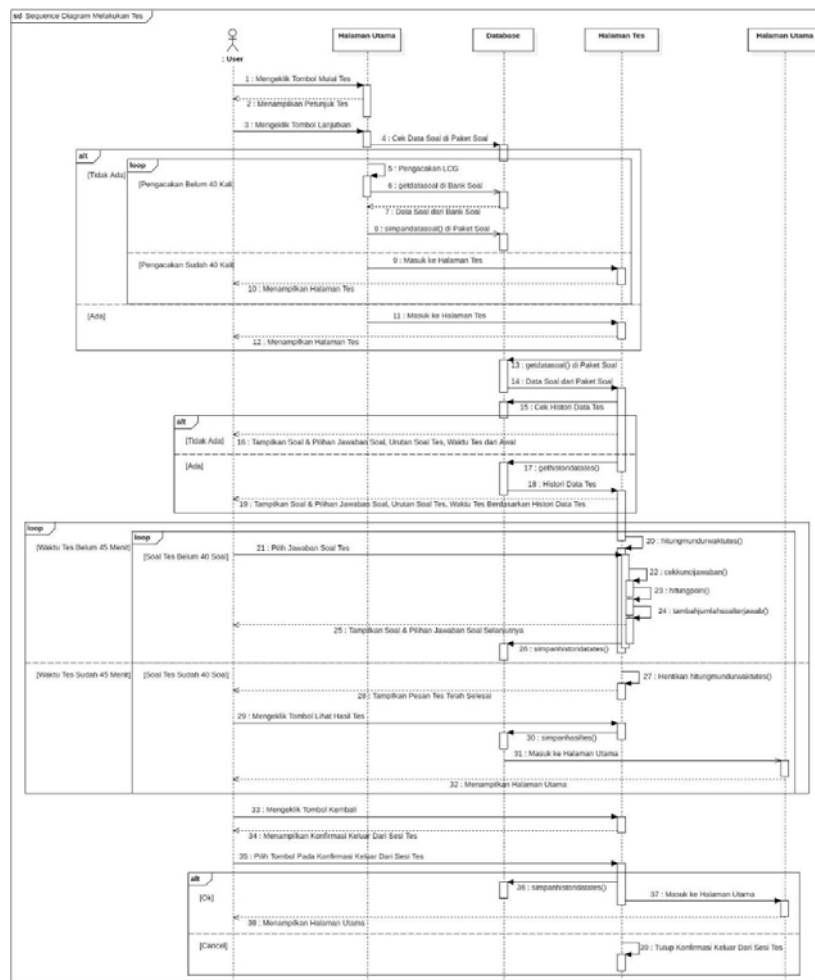 sd Sequence Diagram Melakukan Tes
: User
Halaman Utama
Database
Halaman Tes
Halaman Utama
1 : Mengeklik Tombol Mulai Tes
2 : Menampilkan Petunjuk Tes
3 : Mengeklik Tombol Lanjutkan
4 : Cek Data Soal di Paket Soal
alt
[Tidak Ada]
loop
[Pengacakan Belum 40 Kali]
5 : Pengacakan LCG
6 : getdatasoal di Bank Soal
7 : Data Soal dari Bank Soal
8 : simpandatasoal() di Paket Soal
[Pengacakan Sudah 40 Kali]
9 : Masuk ke Halaman Tes
10 : Menampilkan Halaman Tes
[Ada]
11 : Masuk ke Halaman Tes
12 : Menampilkan Halaman Tes
13 : getdatasoal() di Paket Soal
14 : Data Soal dari Paket Soal
15 : Cek Histori Data Tes
alt
[Tidak Ada]
16 : Tampilkan Soal & Pilihan Jawaban Soal, Urutan Soal Tes, Waktu Tes dari Awal
[Ada]
17 : gethistoridatates()
18 : Histori Data Tes
19 : Tampilkan Soal & Pilihan Jawaban Soal, Urutan Soal Tes, Waktu Tes Berdasarkan Histori Data Tes
loop
[Waktu Tes Belum 45 Menit]
loop
[Soal Tes Belum 40 Soal]
20 : hitungmundurwaktutes()
21 : Pilih Jawaban Soal Tes
22 : cekkuncijawaban()
23 : hitungpoin()
24 : tambahjumlahsoalterjawab()
25 : Tampilkan Soal & Pilihan Jawaban Soal Selanjutnya
26 : simpanhistoridatates()
[Waktu Tes Sudah 45 Menit]
[Soal Tes Sudah 40 Soal]
27 : Hentikan hitungmundurwaktutes()
28 : Tampilkan Pesan Tes Telah Selesai
29 : Mengeklik Tombol Lihat Hasil Tes
30 : simpanhasiltes()
31 : Masuk ke Halaman Utama
32 : Menampilkan Halaman Utama
33 : Mengeklik Tombol Kembali
34 : Menampilkan Konfirmasi Keluar Dari Sesi Tes
35 : Pilih Tombol Pada Konfirmasi Keluar Dari Sesi Tes
alt
[Ok]
36 : simpanhistoridatates()
37 : Masuk ke Halaman Utama
38 : Menampilkan Halaman Utama
[Cancel]
39 : Tutup Konfirmasi Keluar Dari Sesi Tes